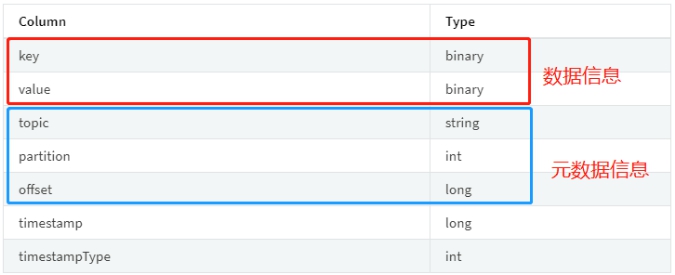 Column Type
key binary
value binary
数据信息
topic string
partition int
元数据信息
offset long
timestamp long
timestampType int